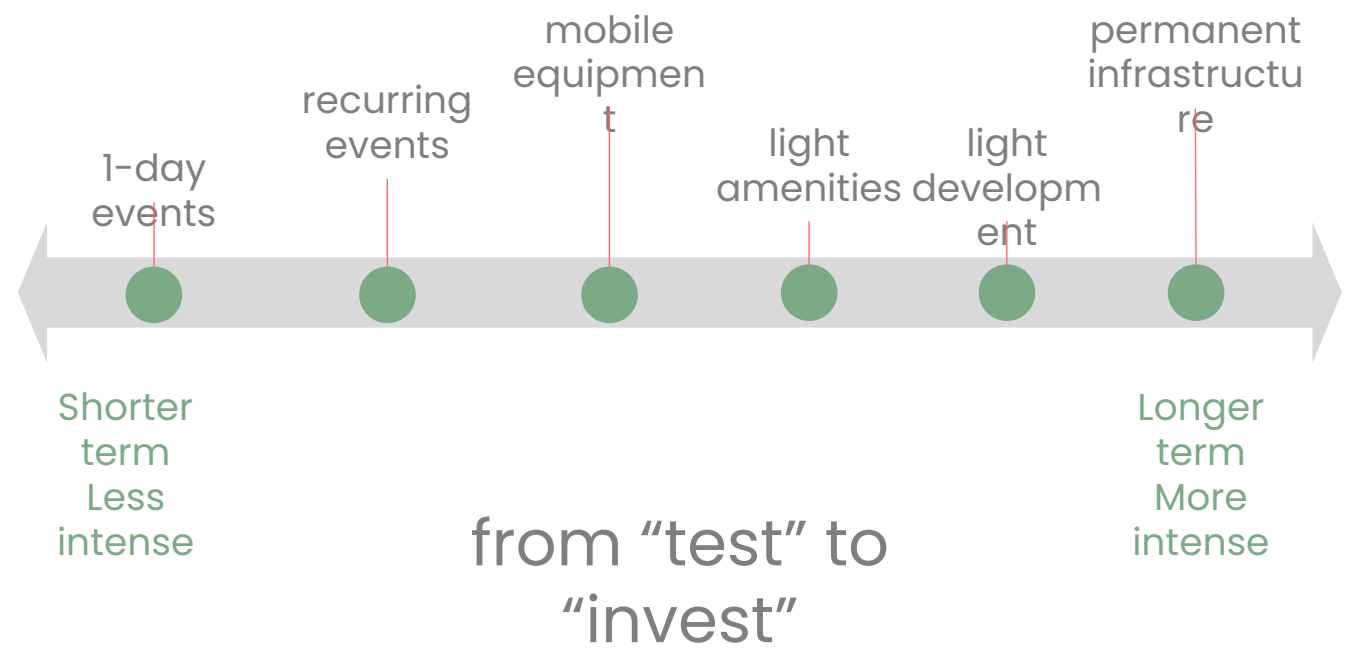 1-day
events
recurring
events
mobile
equipmen
t
light
amenities
light
developm
ent
permanent
infrastructu
re
Shorter
term
Less
intense
Longer
term
More
intense
from “test” to
“invest”